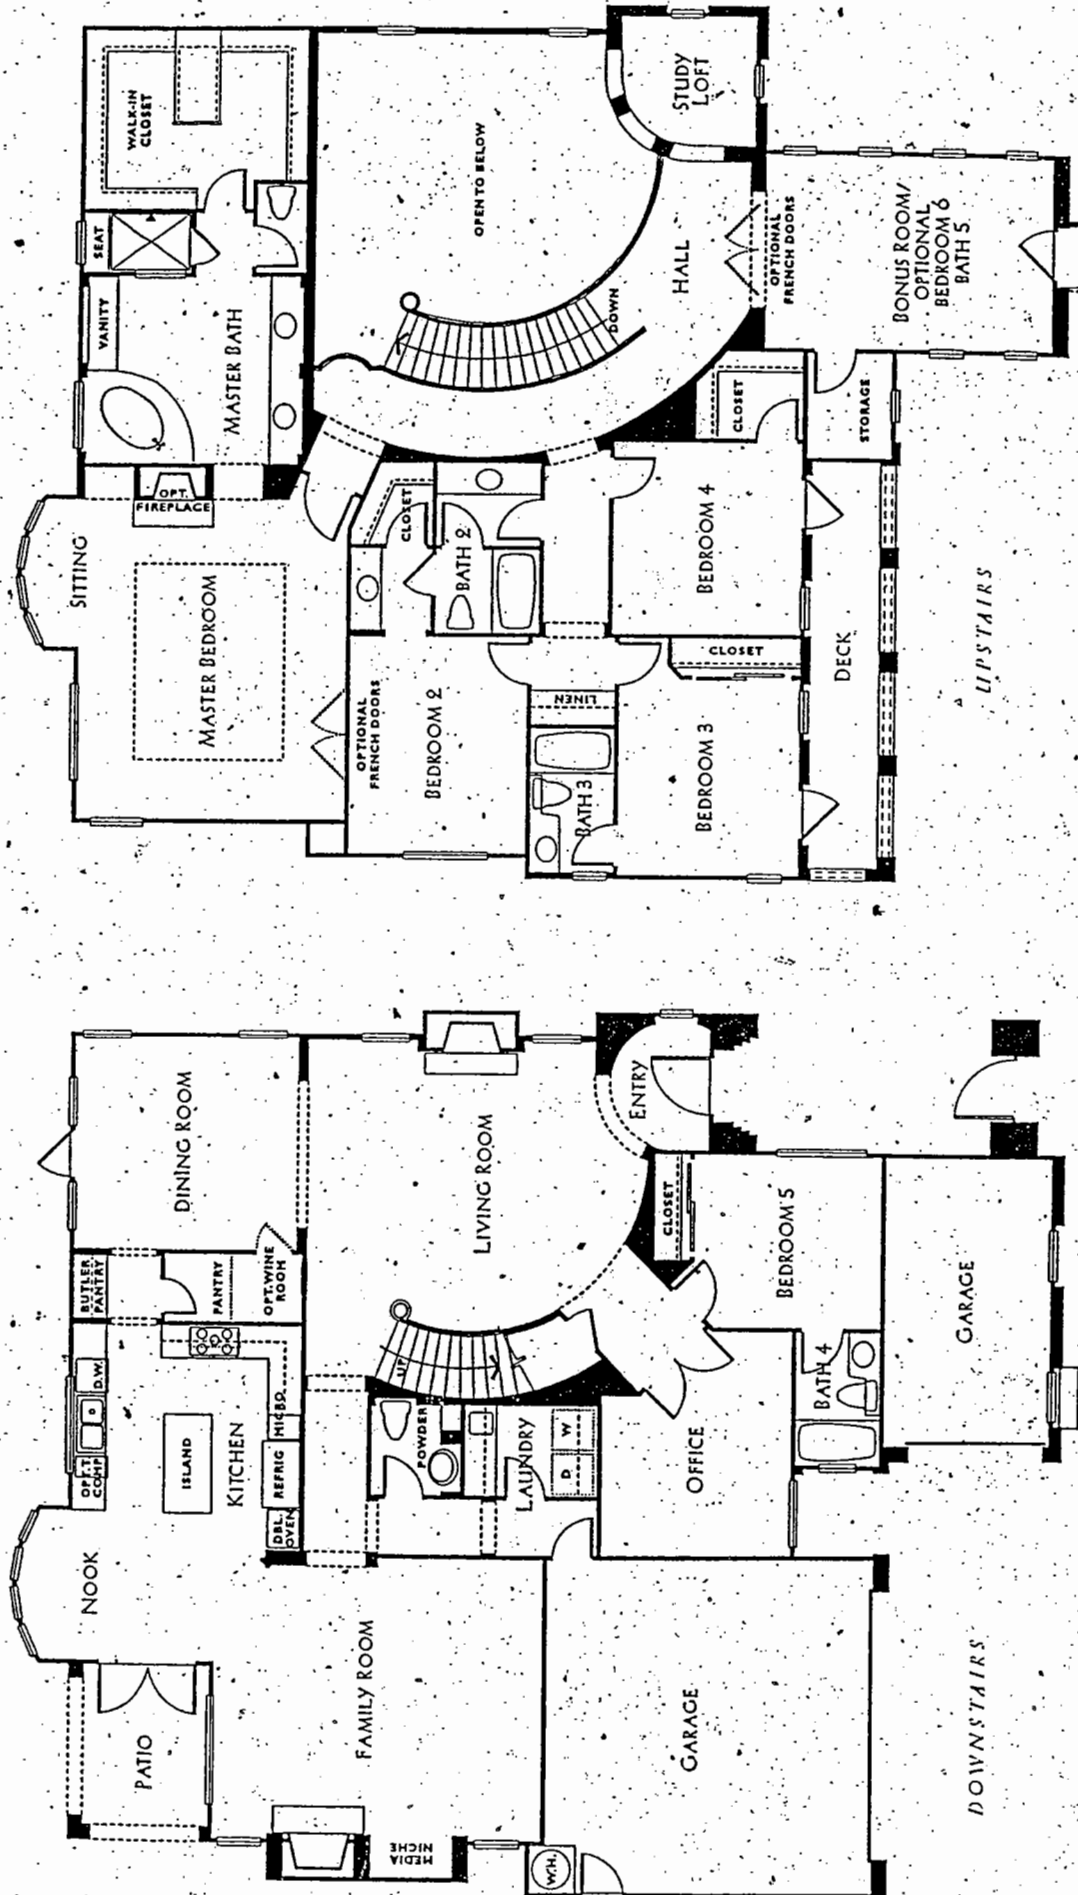 WALK-IN
CLOSET
SEAT
VANITY
MASTER BATH
OPEN TO BELOW
STUDY
LOFT
HALL
DOWN
OPTIONAL
FRENCH DOORS
BONUS ROOM/
OPTIONAL
BEDROOM 6
BATH 5
CLOSET
STORAGE
OPT.
FIREPLACE
SITTING
MASTER BEDROOM
CLOSET
BATH 2
BEDROOM 4
OPTIONAL
FRENCH DOORS
BEDROOM 2
LINEN
CLOSET
BATH 3
BEDROOM 3
DECK
UPSTAIRS
DINING ROOM
LIVING ROOM
ENTRY
BUTLER
PANTRY
PANTRY
OPT. WINE
ROOM
CLOSET
BEDROOM 5
GARAGE
D.W.
OPT. T.
COMP.
ISLAND
KITCHEN
MICRO
REFRIG
DBL.
OVEN
UP
POWDER
LAUNDRY
W
D
OFFICE
BATH 4
NOOK
PATIO
FAMILY ROOM
MEDIA
NICHE
W.H.
GARAGE
DOWNSTAIRS